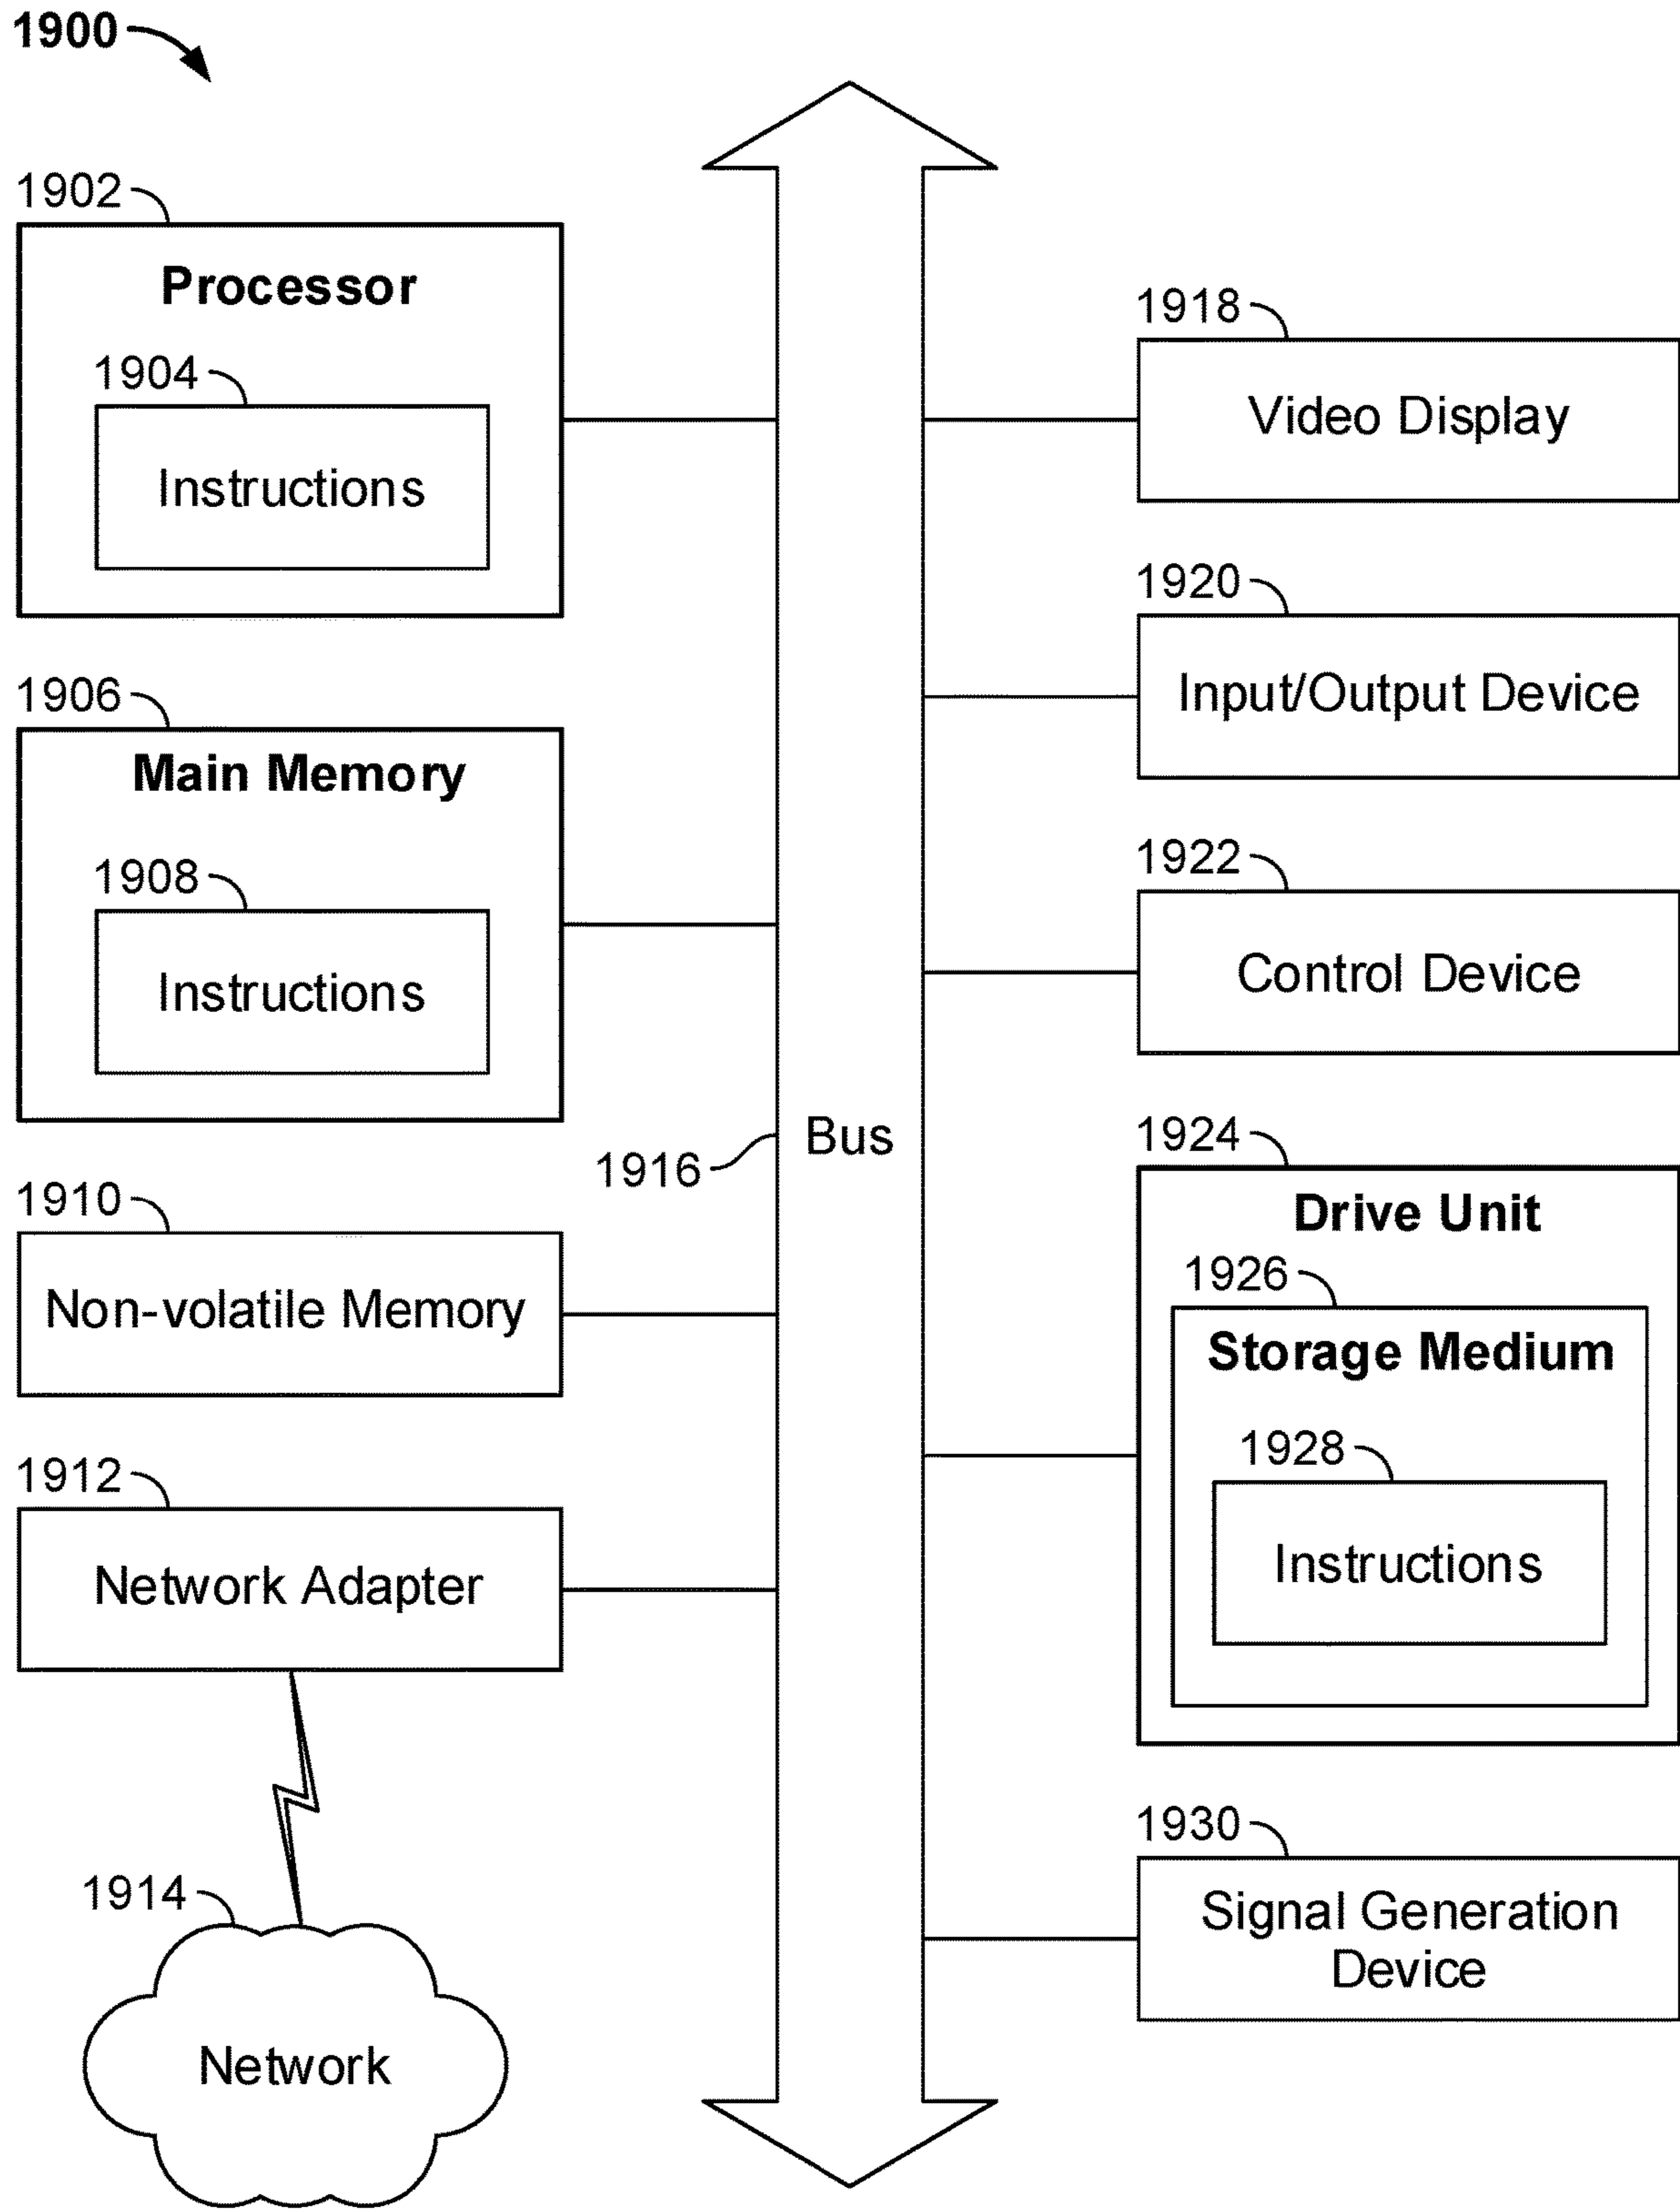 1900
1902
Processor
1904
Instructions
1906
Main Memory
1908
Instructions
1910
Non-volatile Memory
1912
Network Adapter
1914
Network
1916
Bus
1918
Video Display
1920
Input/Output Device
1922
Control Device
1924
Drive Unit
1926
Storage Medium
1928
Instructions
1930
Signal Generation
Device